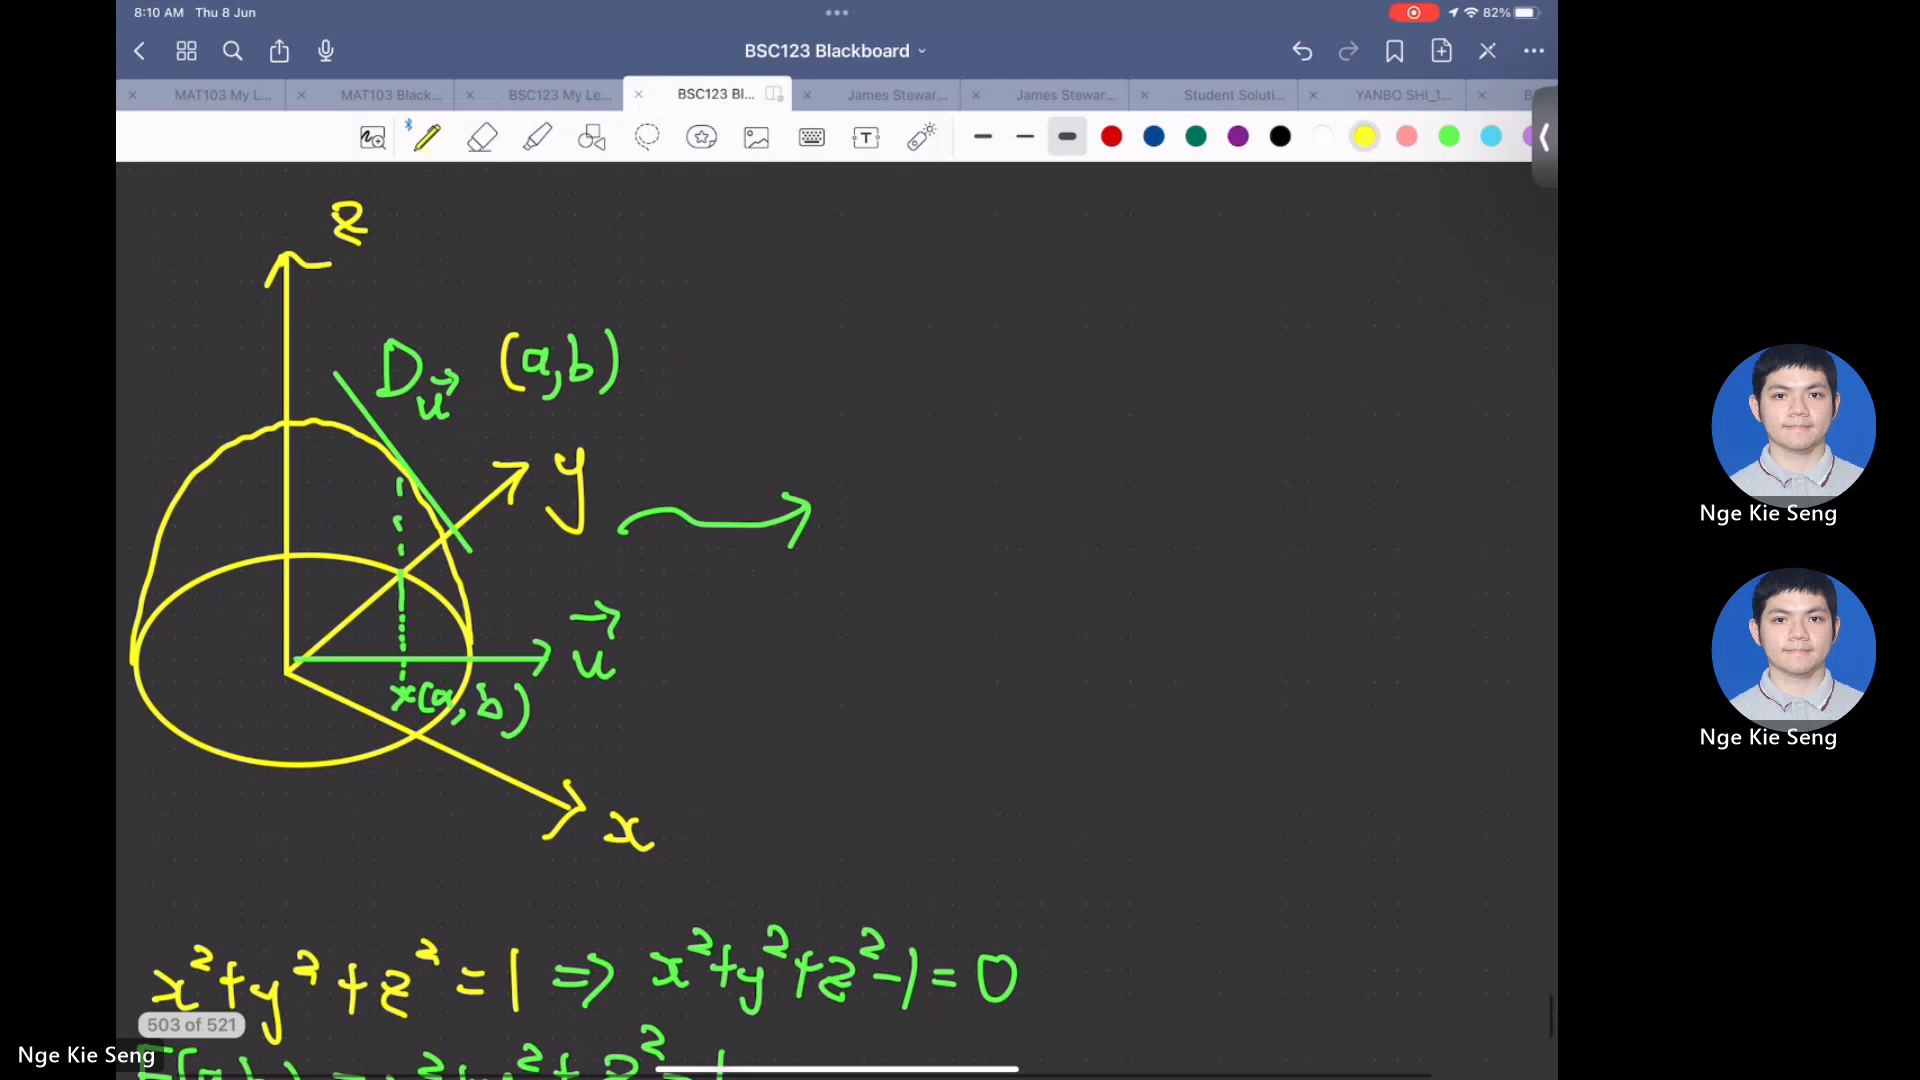 8:10 AM Thu 8 Jun
82%
BSC123 Blackboard
MAT103 My L...
MAT103 Black...
BSC123 My Le...
BSC123 Bl...
James Stewar...
James Stewar...
Student Soluti...
YANBO SHI_1...
T
z
D_u⃗ (a,b)
y
u⃗
x(a,b)
x
x²+y²+z²=1 ⇒ x²+y²+z²-1=0
503 of 521
Nge Kie Seng
Nge Kie Seng
Nge Kie Seng